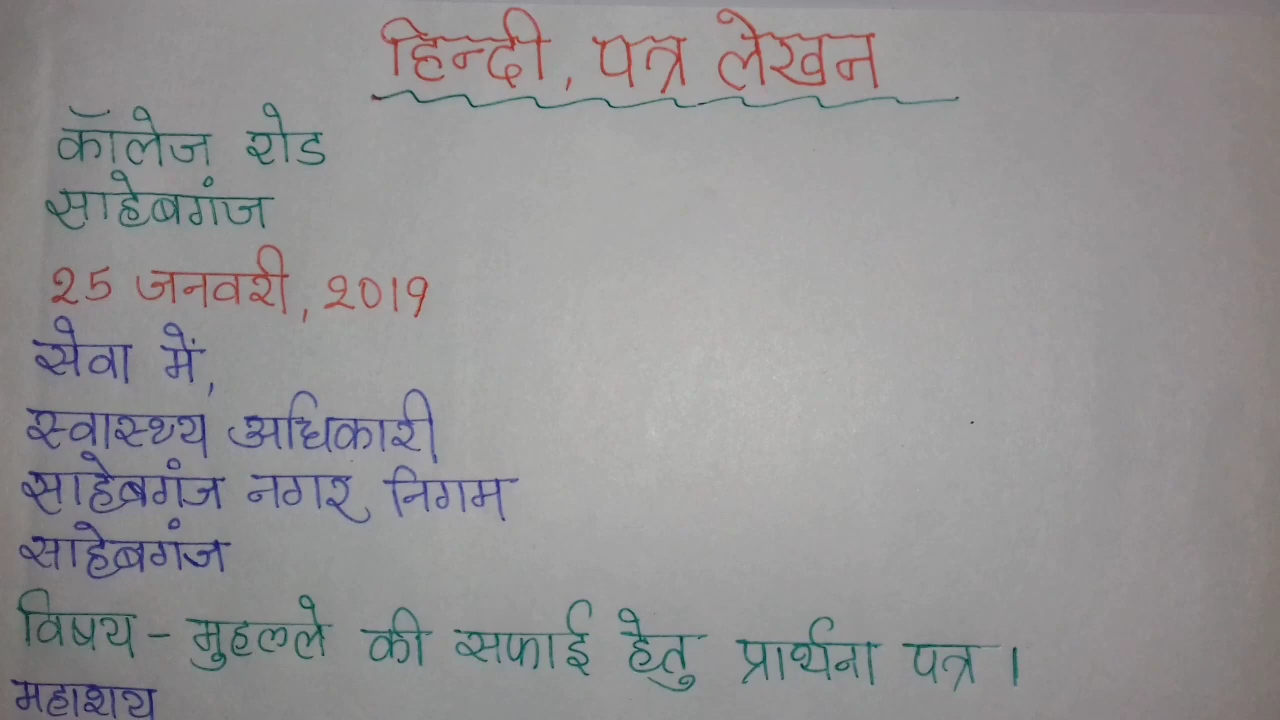 हिन्दी, पत्र लेखन
कॉलेज रोड
साहेबगंज
25 जनवरी, 2019
सेवा में,
स्वास्थ्य अधिकारी
साहेबगंज नगर निगम
साहेबगंज
विषय - मुहल्ले की सफाई हेतु प्रार्थना पत्र ।
महाशय